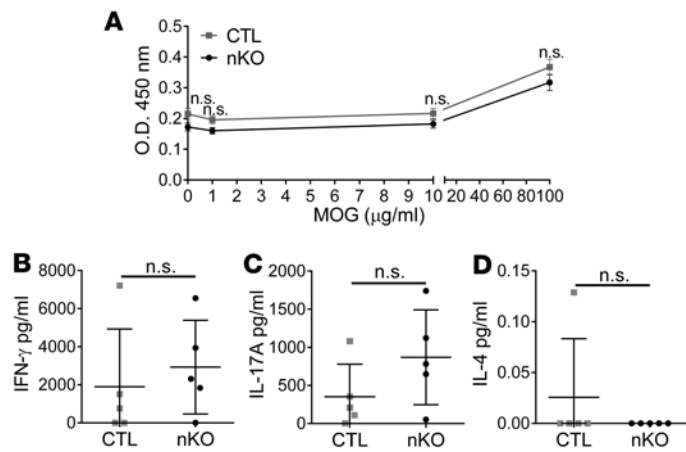 A
0.5
0.4
0.3
0.2
0.1
0.0
O.D. 450 nm
CTL
nKO
n.s.
n.s.
n.s.
n.s.
0 1 2 3 4 5 6 7 8 9 10 20 40 60 80 100
MOG (μg/ml)
B
n.s.
8000
6000
4000
2000
0
IFN-γ pg/ml
CTL nKO
C
n.s.
2000
1500
1000
500
0
IL-17A pg/ml
CTL nKO
D
n.s.
0.15
0.10
0.05
0.00
IL-4 pg/ml
CTL nKO